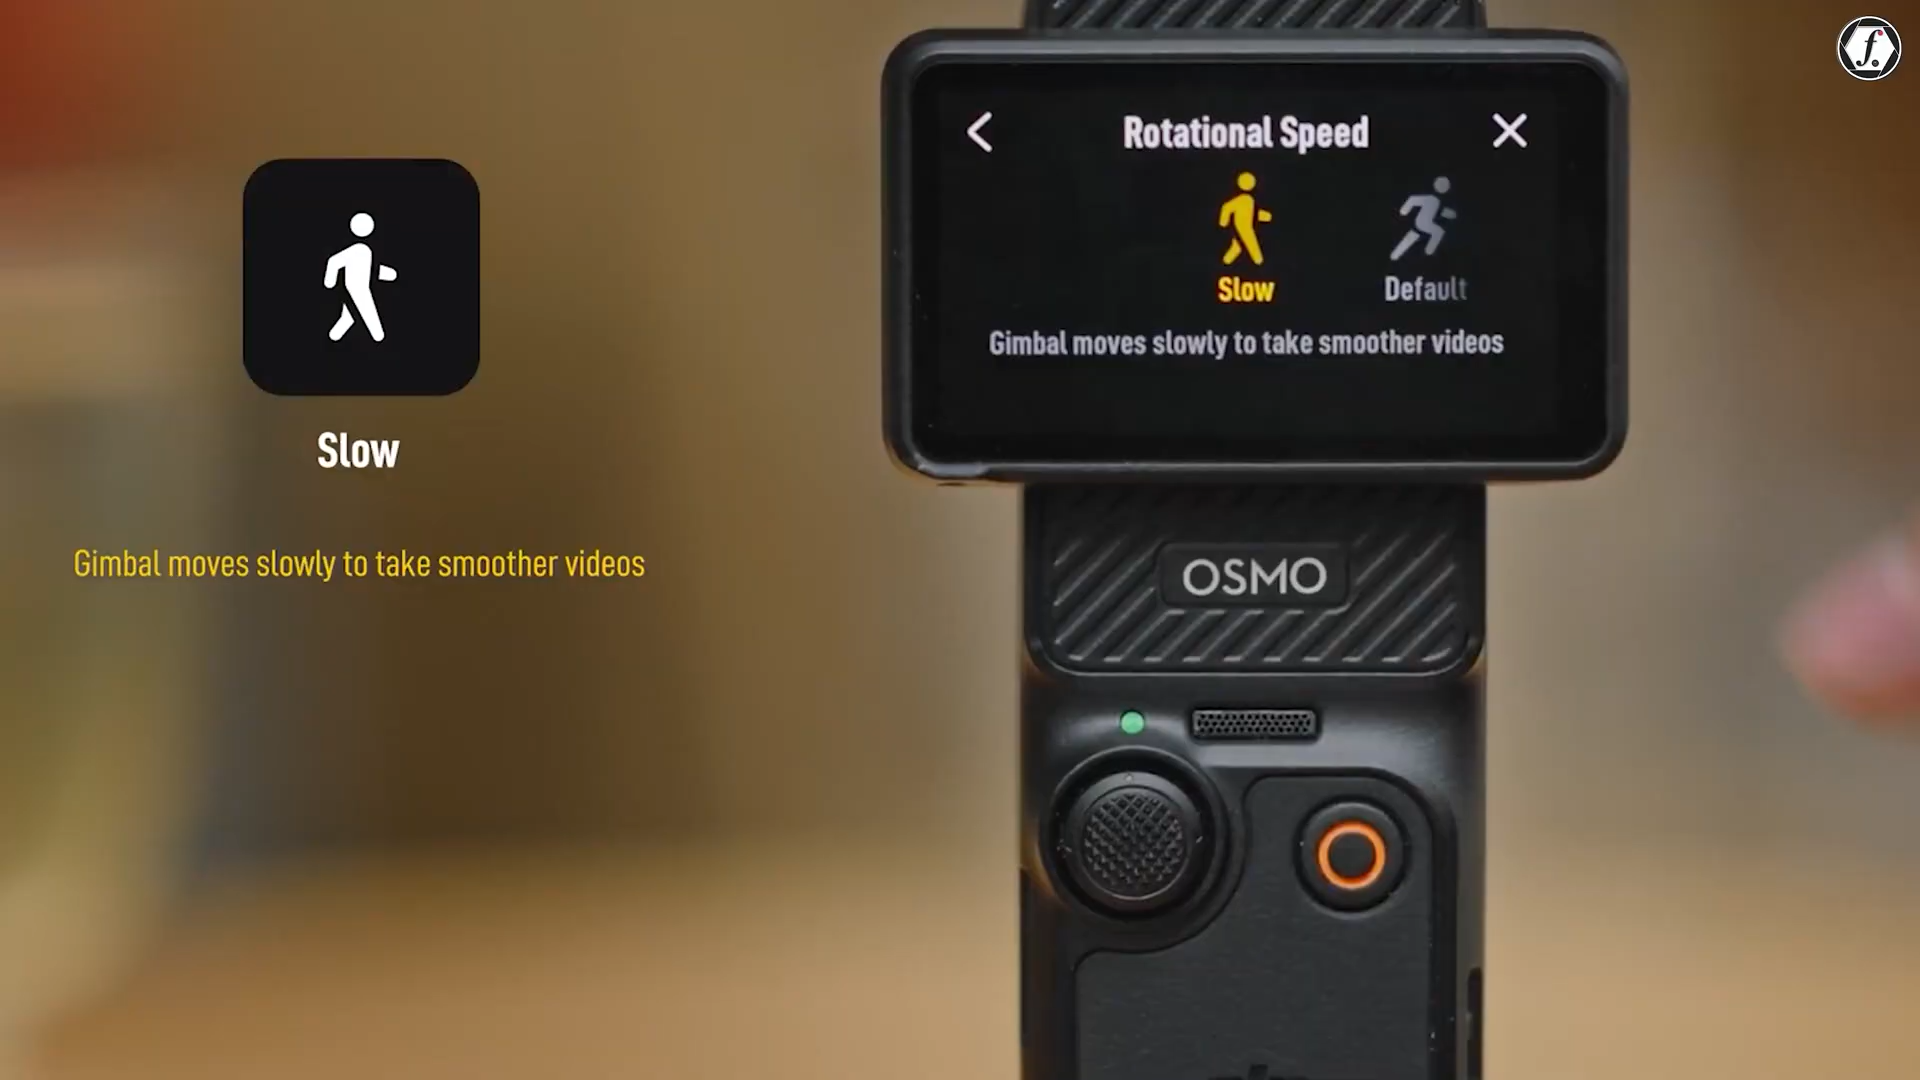 Rotational Speed
Slow
Default
Gimbal moves slowly to take smoother videos
Slow
Gimbal moves slowly to take smoother videos
OSMO
f.